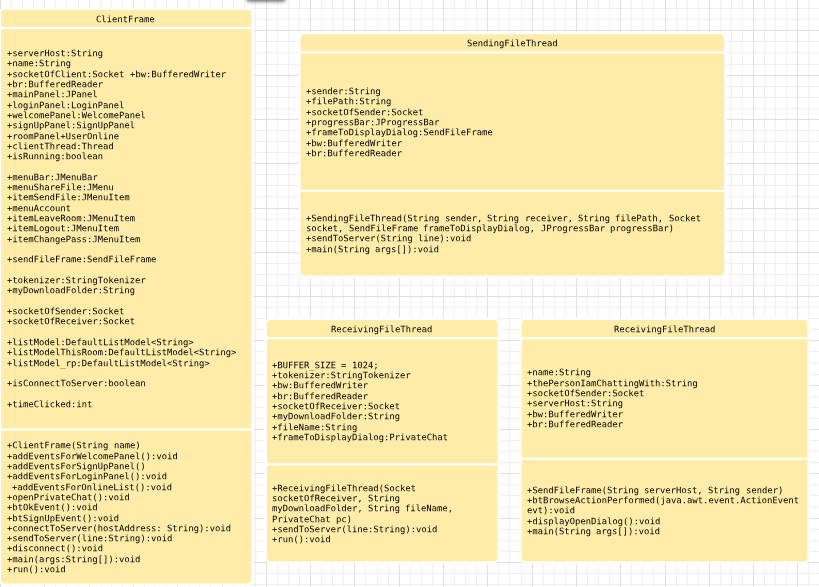 ClientFrame
+serverHost:String
+name:String
+socketOfClient:Socket +bw:BufferedWriter
+br:BufferedReader
+mainPanel:JPanel
+loginPanel:LoginPanel
+welcomePanel:WelcomePanel
+signUpPanel:SignUpPanel
+roomPanel+UserOnline
+clientThread:Thread
+isRunning:boolean
+menuBar:JMenuBar
+menuShareFile:JMenu
+itemSendFile:JMenuItem
+menuAccount
+itemLeaveRoom:JMenuItem
+itemLogout:JMenuItem
+itemChangePass:JMenuItem
+sendFileFrame:SendFileFrame
+tokenizer:StringTokenizer
+myDownloadFolder:String
+socketOfSender:Socket
+socketOfReceiver:Socket
+listModel:DefaultListModel<String>
+listModelThisRoom:DefaultListModel<String>
+listModel_rp:DefaultListModel<String>
+isConnectToServer:boolean
+timeClicked:int
+ClientFrame(String name)
+addEventsForWelcomePanel():void
+addEventsForSignUpPanel()
+addEventsForLoginPanel():void
+addEventsForOnlineList():void
+openPrivateChat():void
+btOkEvent():void
+btSignUpEvent():void
+connectToServer(hostAddress: String):void
+sendToServer(line:String):void
+disconnect():void
+main(args:String[]):void
+run():void
SendingFileThread
+sender:String
+filePath:String
+socketOfSender:Socket
+progressBar:JProgressBar
+frameToDisplayDialog:SendFileFrame
+bw:BufferedWriter
+br:BufferedReader
+SendingFileThread(String sender, String receiver, String filePath, Socket
socket, SendFileFrame frameToDisplayDialog, JProgressBar progressBar)
+sendToServer(String line):void
+main(String args[]):void
ReceivingFileThread
+BUFFER_SIZE = 1024;
+tokenizer:StringTokenizer
+bw:BufferedWriter
+br:BufferedReader
+socketOfReceiver:Socket
+myDownloadFolder:String
+fileName:String
+frameToDisplayDialog:PrivateChat
+ReceivingFileThread(Socket
socketOfReceiver, String
myDownloadFolder, String fileName,
PrivateChat pc)
+sendToServer(line:String):void
+run():void
ReceivingFileThread
+name:String
+thePersonIamChattingWith:String
+socketOfSender:Socket
+serverHost:String
+bw:BufferedWriter
+br:BufferedReader
+SendFileFrame(String serverHost, String sender)
+btBrowseActionPerformed(java.awt.event.ActionEvent
evt):void
+displayOpenDialog():void
+main(String args[]):void